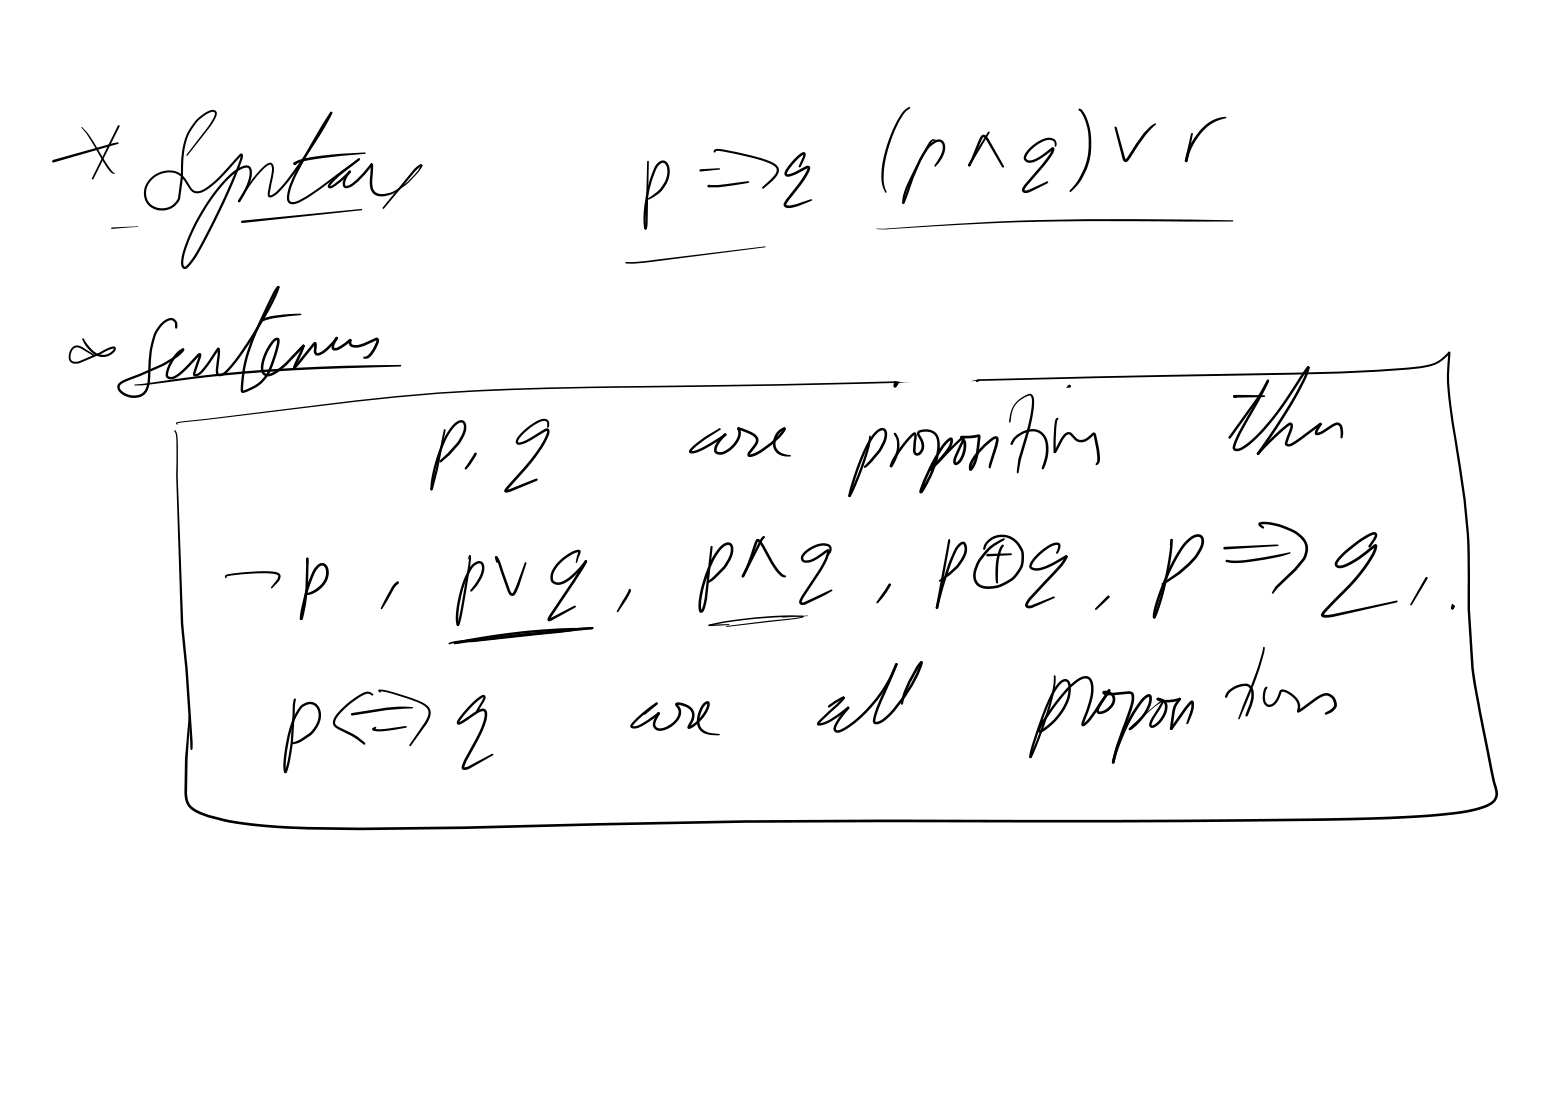 * Syntax p ⇒ q (p ∧ q) ∨ r
∞ Sentences
p, q are propositions then
¬p , p ∨ q , p ∧ q , p ⊕ q , p ⇒ q , .
p ⇔ q are all propositions